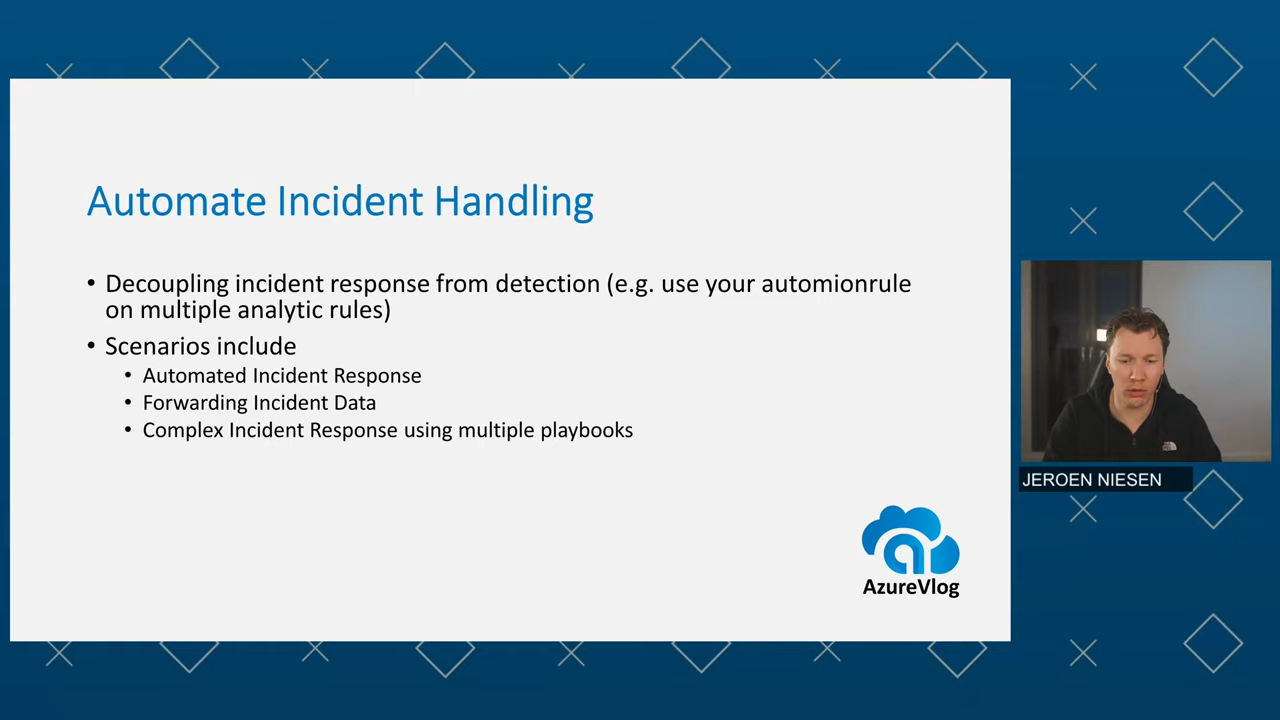 Automate Incident Handling
• Decoupling incident response from detection (e.g. use your automionrule
on multiple analytic rules)
• Scenarios include
• Automated Incident Response
• Forwarding Incident Data
• Complex Incident Response using multiple playbooks
JEROEN NIESEN
AzureVlog